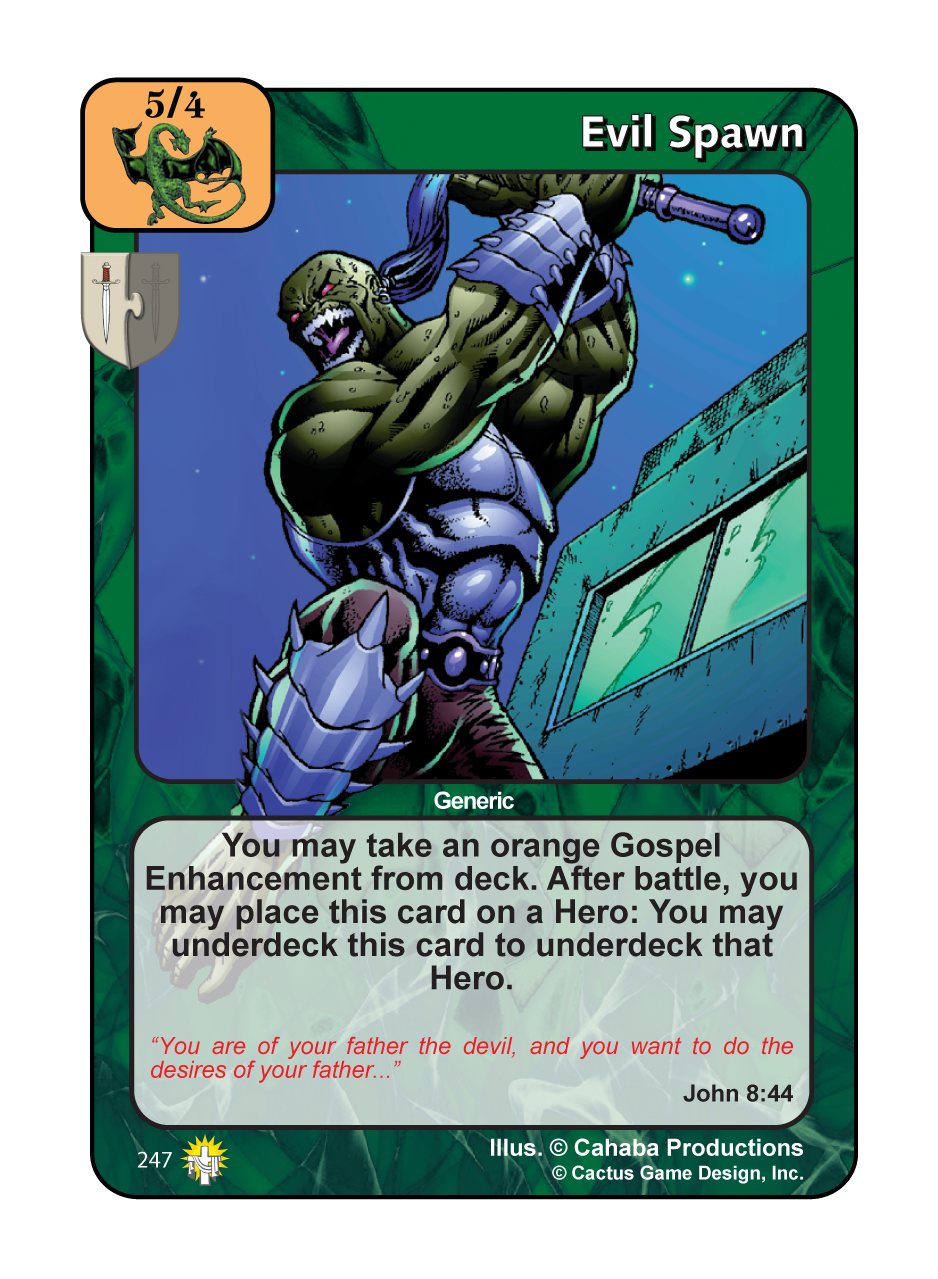 5/4
Evil Spawn
Generic
You may take an orange Gospel
Enhancement from deck. After battle, you
may place this card on a Hero: You may
underdeck this card to underdeck that
Hero.
“You are of your father the devil, and you want to do the
desires of your father...”
John 8:44
247
Illus. © Cahaba Productions
© Cactus Game Design, Inc.